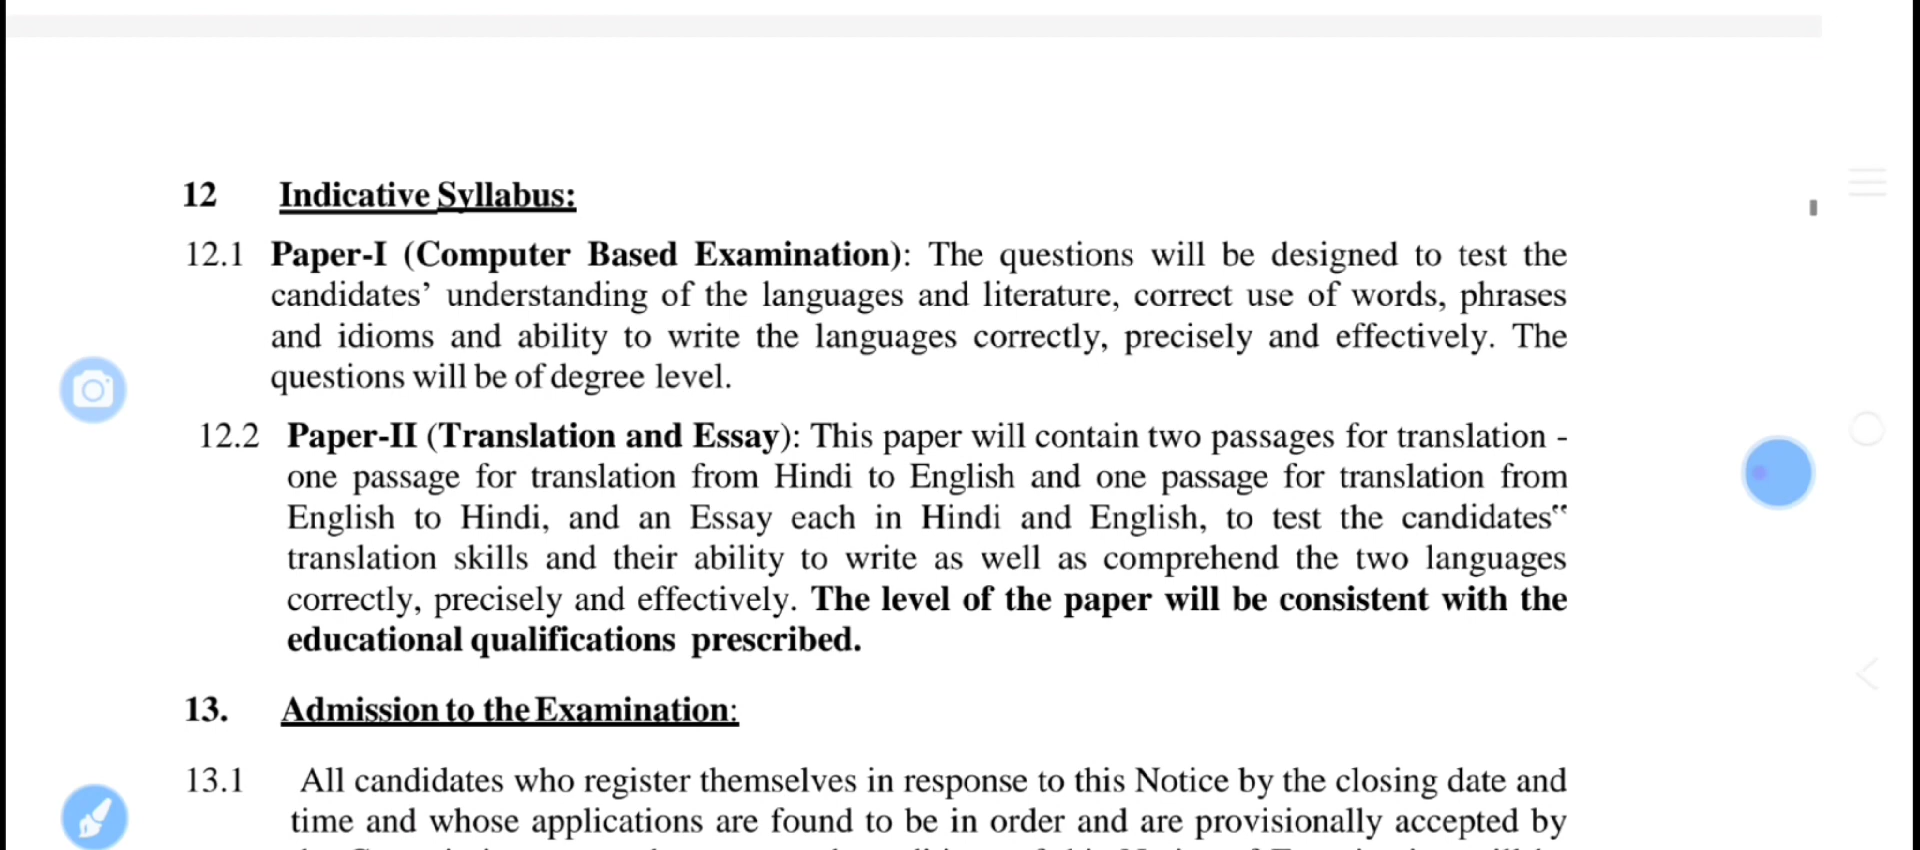 12 Indicative Syllabus:
12.1 Paper-I (Computer Based Examination): The questions will be designed to test the
candidates’ understanding of the languages and literature, correct use of words, phrases
and idioms and ability to write the languages correctly, precisely and effectively. The
questions will be of degree level.
12.2 Paper-II (Translation and Essay): This paper will contain two passages for translation -
one passage for translation from Hindi to English and one passage for translation from
English to Hindi, and an Essay each in Hindi and English, to test the candidates“
translation skills and their ability to write as well as comprehend the two languages
correctly, precisely and effectively. The level of the paper will be consistent with the
educational qualifications prescribed.
13. Admission to the Examination:
13.1 All candidates who register themselves in response to this Notice by the closing date and
time and whose applications are found to be in order and are provisionally accepted by